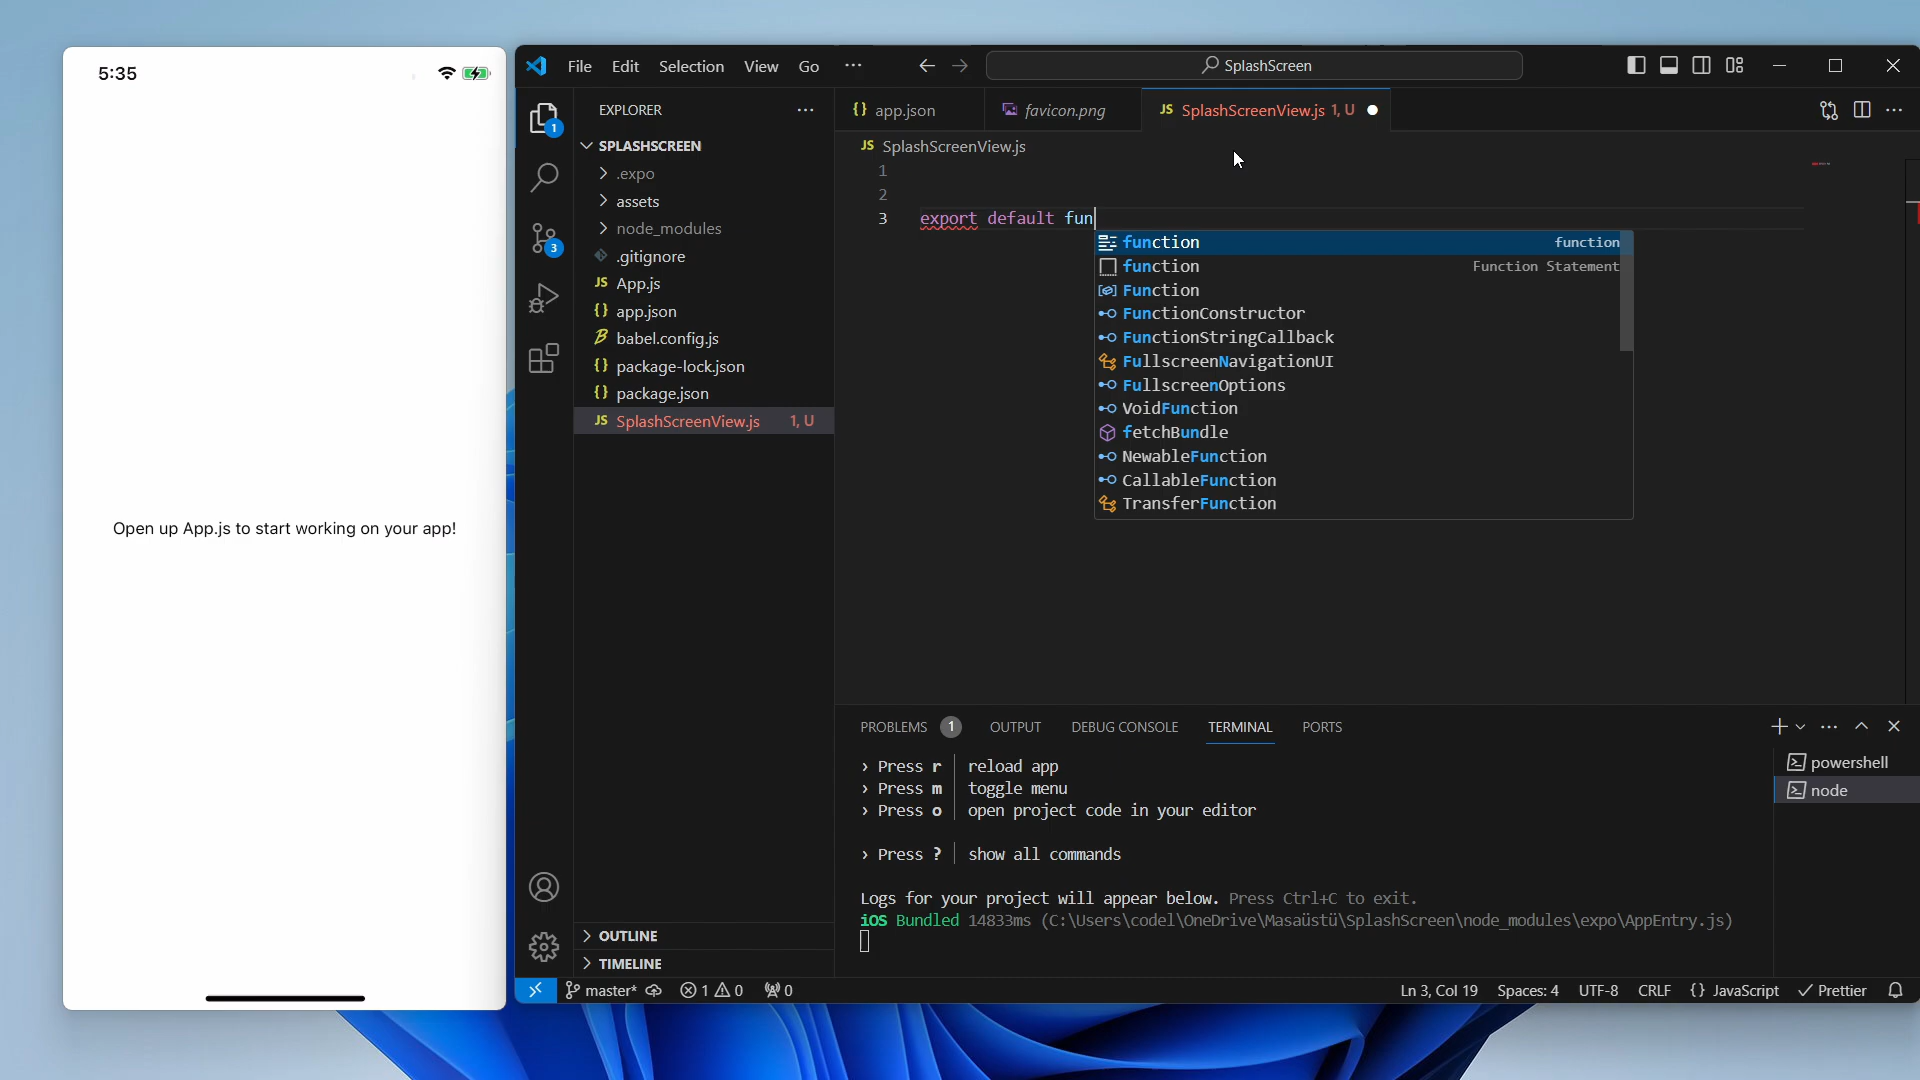 5:35
Open up App.js to start working on your app!
File Edit Selection View Go ··· SplashScreen
EXPLORER ···
SPLASHSCREEN
.expo
assets
node_modules
.gitignore
JS App.js
{} app.json
babel.config.js
{} package-lock.json
{} package.json
JS SplashScreenView.js 1, U
OUTLINE
TIMELINE
1
3
{} app.json
favicon.png
JS SplashScreenView.js 1, U
JS SplashScreenView.js
1
2
3 export default fun
function function
function Function Statement
Function
FunctionConstructor
FunctionStringCallback
FullscreenNavigationUI
FullscreenOptions
VoidFunction
fetchBundle
NewableFunction
CallableFunction
TransferFunction
PROBLEMS 1 OUTPUT DEBUG CONSOLE TERMINAL PORTS
› Press r │ reload app
› Press m │ toggle menu
› Press o │ open project code in your editor
› Press ? │ show all commands
Logs for your project will appear below. Press Ctrl+C to exit.
iOS Bundled 14833ms (C:\Users\codel\OneDrive\Masaüstü\SplashScreen\node_modules\expo\AppEntry.js)
powershell
node
master* 1 0 0 Ln 3, Col 19 Spaces: 4 UTF-8 CRLF {} JavaScript Prettier